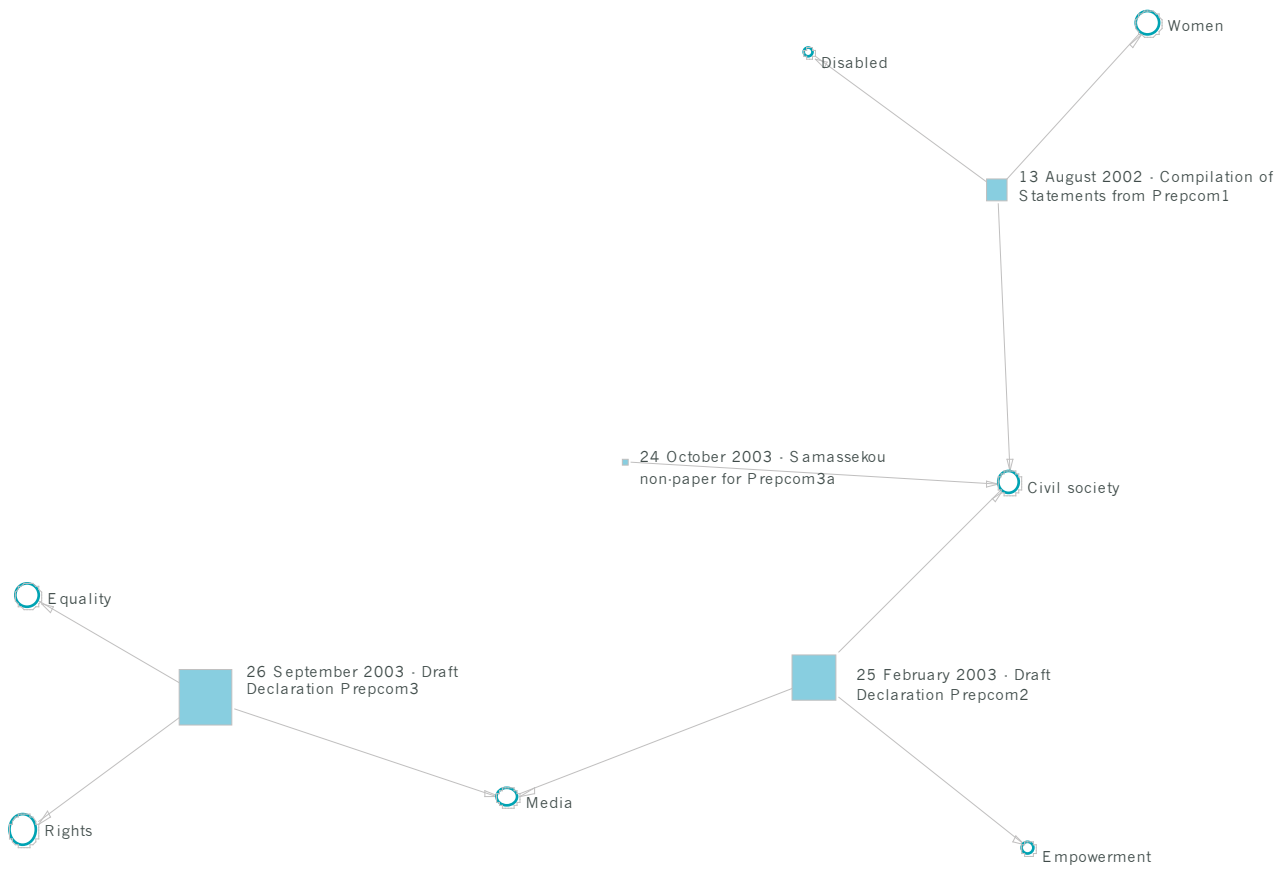 Women
Disabled
13 August 2002 - Compilation of
Statements from Prepcom1
24 October 2003 - Samassekou
non-paper for Prepcom3a
Civil society
Equality
26 September 2003 - Draft
Declaration Prepcom3
25 February 2003 - Draft
Declaration Prepcom2
Media
Rights
Empowerment